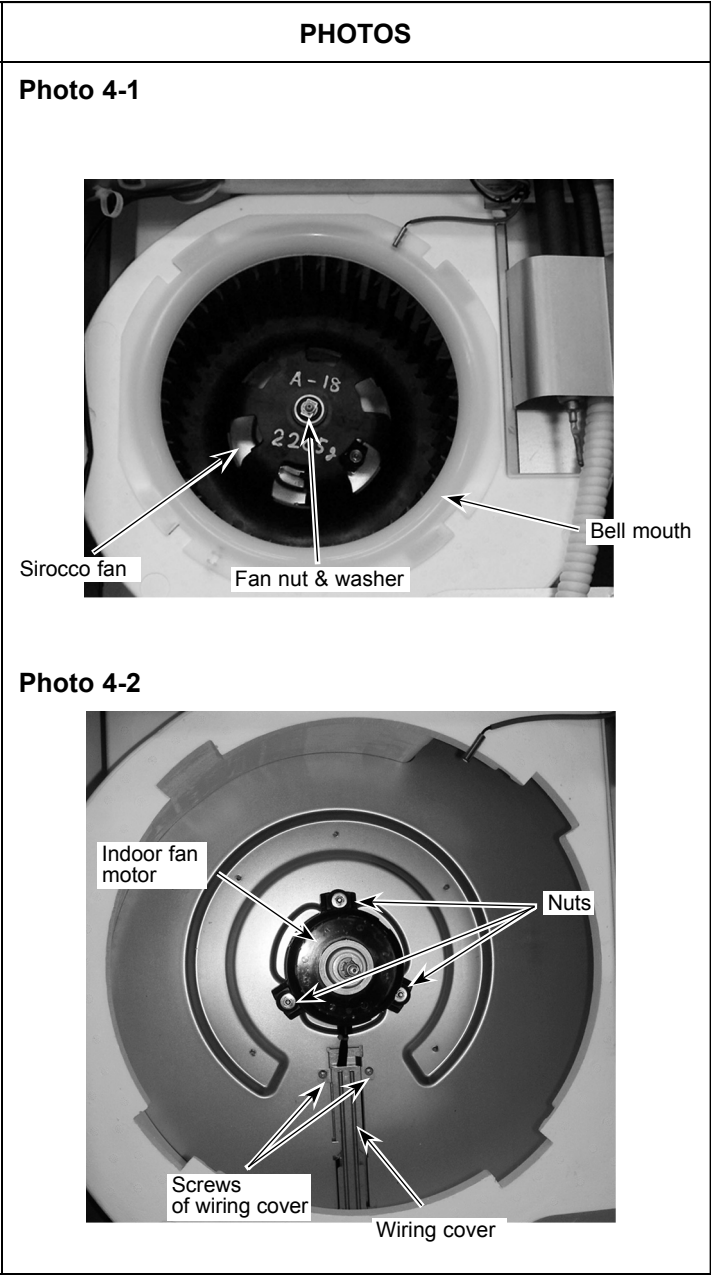 PHOTOS
Photo 4-1
A-18
Sirocco fan
Fan nut & washer
Bell mouth
Photo 4-2
Indoor fan
motor
Nuts
Screws
of wiring cover
Wiring cover